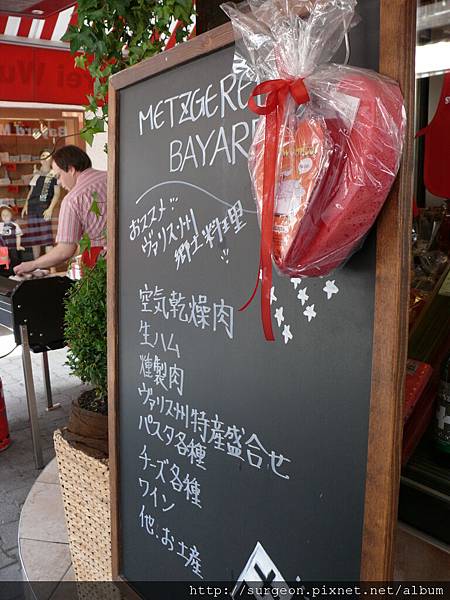 METZGEREI
BAYARD
おススメ
ヴァリス州
郷土料理
空気乾燥肉
生ハム
燻製肉
ヴァリス州特産盛合せ
パスタ各種
チーズ各種
ワイン
他、お土産
http://surgeon.pixnet.net/album